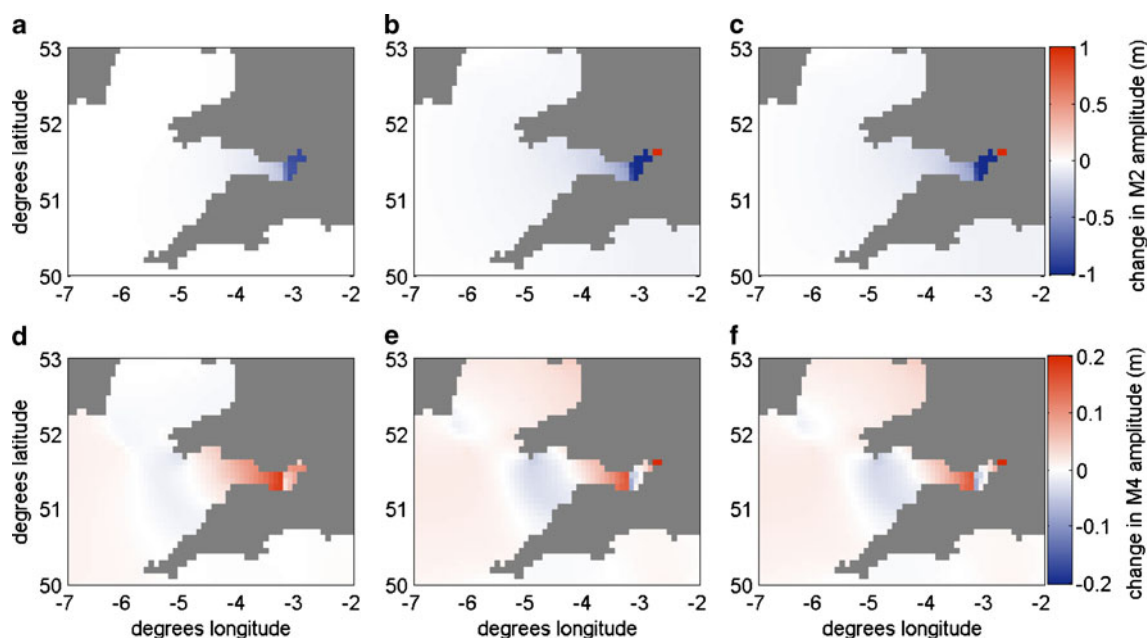 a
b
c
53
52
51
50
-7 -6 -5 -4 -3 -2
degrees latitude
53
52
51
50
-7 -6 -5 -4 -3 -2
53
52
51
50
-7 -6 -5 -4 -3 -2
1
0.5
0
-0.5
-1
change in M2 amplitude (m)
d
e
f
53
52
51
50
-7 -6 -5 -4 -3 -2
degrees latitude
degrees longitude
53
52
51
50
-7 -6 -5 -4 -3 -2
degrees longitude
53
52
51
50
-7 -6 -5 -4 -3 -2
degrees longitude
0.2
0.1
0
-0.1
-0.2
change in M4 amplitude (m)